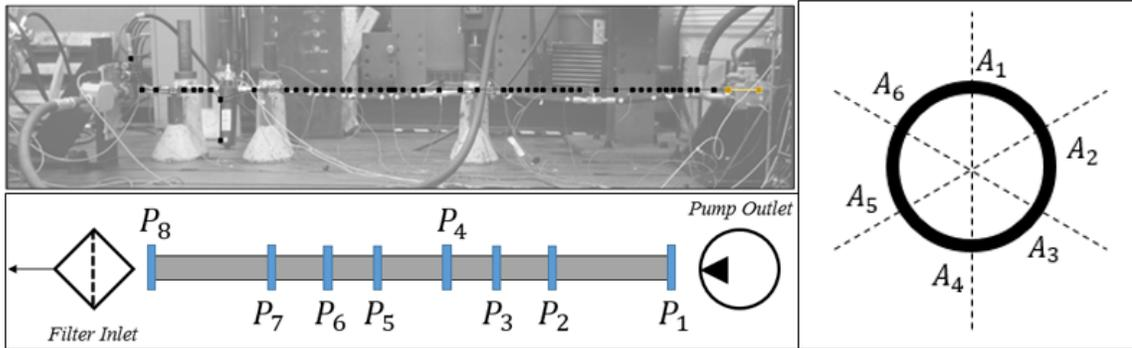 P8
P4
Pump Outlet
P7
P6
P5
P3
P2
P1
Filter Inlet
A1
A6
A2
A5
A3
A4